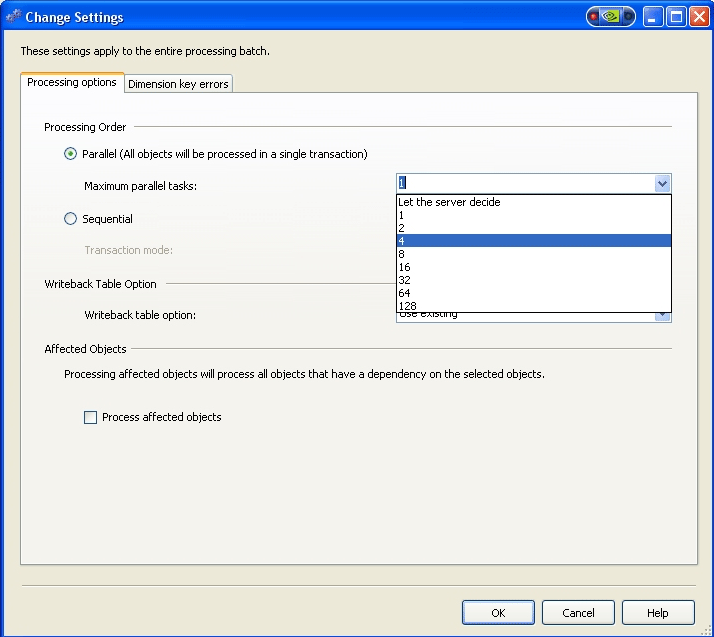 Change Settings
These settings apply to the entire processing batch.
Processing options
Dimension key errors
Processing Order
Parallel (All objects will be processed in a single transaction)
Maximum parallel tasks:
1
Let the server decide
1
2
4
8
16
32
64
128
Sequential
Transaction mode:
Writeback Table Option
Writeback table option:
Use existing
Affected Objects
Processing affected objects will process all objects that have a dependency on the selected objects.
Process affected objects
OK
Cancel
Help